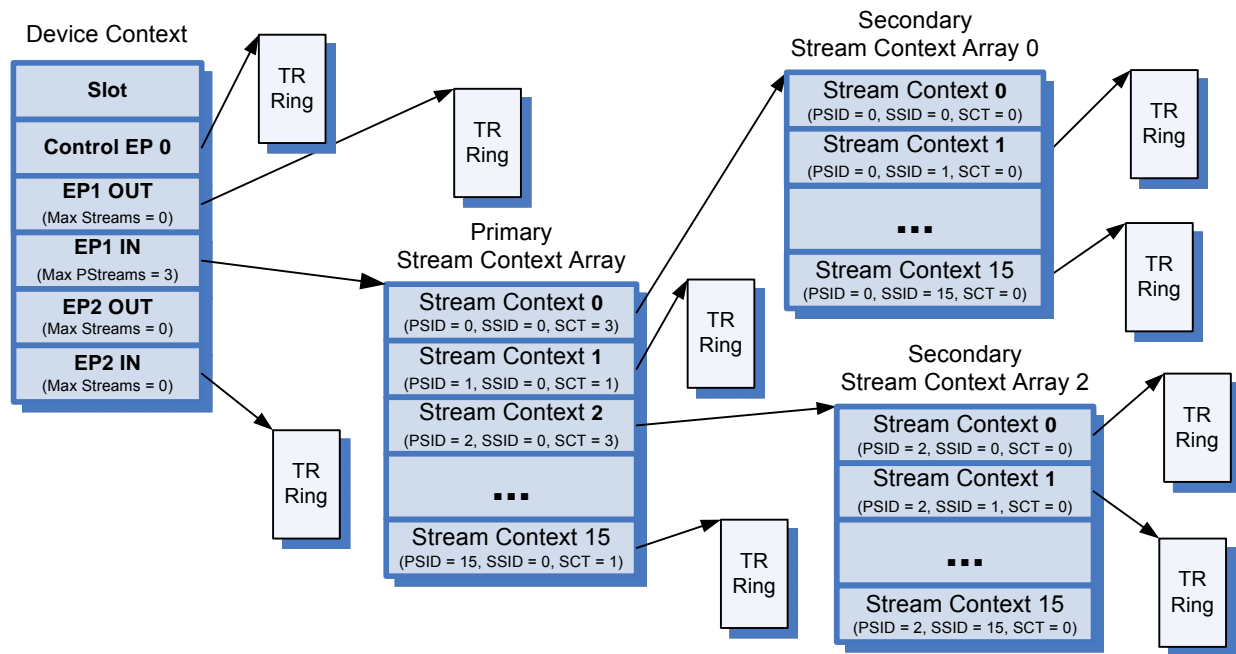 Device Context
Slot
Control EP 0
EP1 OUT
(Max Streams = 0)
EP1 IN
(Max PStreams = 3)
EP2 OUT
(Max Streams = 0)
EP2 IN
(Max Streams = 0)
TR
Ring
TR
Ring
TR
Ring
Primary
Stream Context Array
Stream Context 0
(PSID = 0, SSID = 0, SCT = 3)
Stream Context 1
(PSID = 1, SSID = 0, SCT = 1)
Stream Context 2
(PSID = 2, SSID = 0, SCT = 3)
...
Stream Context 15
(PSID = 15, SSID = 0, SCT = 1)
TR
Ring
TR
Ring
Secondary
Stream Context Array 0
Stream Context 0
(PSID = 0, SSID = 0, SCT = 0)
Stream Context 1
(PSID = 0, SSID = 1, SCT = 0)
...
Stream Context 15
(PSID = 0, SSID = 15, SCT = 0)
TR
Ring
TR
Ring
Secondary
Stream Context Array 2
Stream Context 0
(PSID = 2, SSID = 0, SCT = 0)
Stream Context 1
(PSID = 2, SSID = 1, SCT = 0)
...
Stream Context 15
(PSID = 2, SSID = 15, SCT = 0)
TR
Ring
TR
Ring